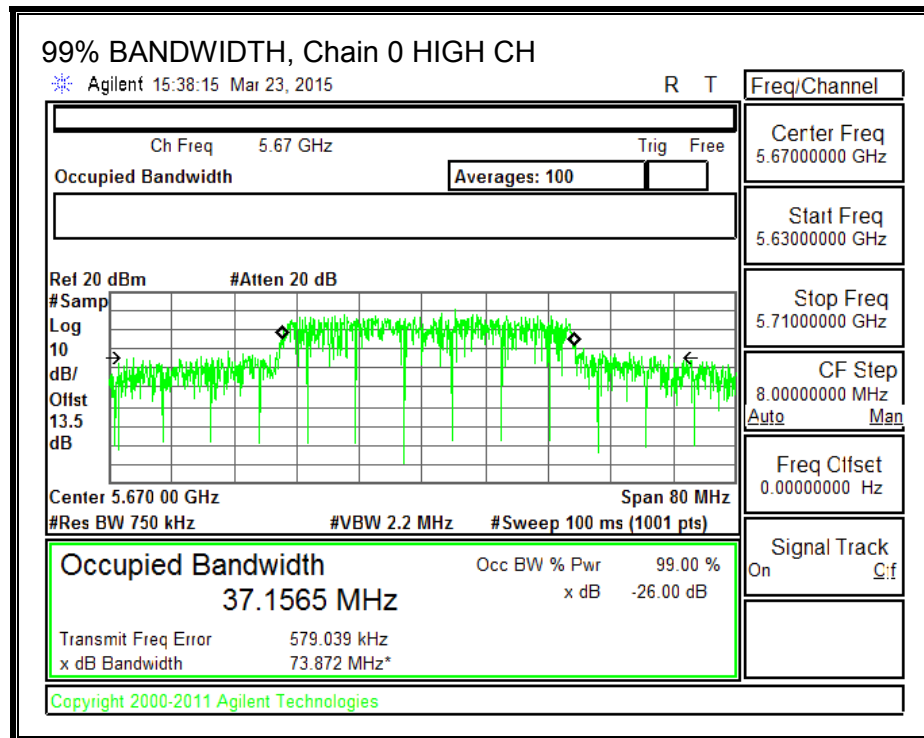 99% BANDWIDTH, Chain 0 HIGH CH
Agilent 15:38:15 Mar 23, 2015 R T
Freq/Channel
Ch Freq 5.67 GHz Trig Free
Occupied Bandwidth Averages: 100
Center Freq
5.67000000 GHz
Start Freq
5.63000000 GHz
Stop Freq
5.71000000 GHz
CF Step
8.00000000 MHz
Auto Man
Freq Offset
0.00000000 Hz
Signal Track
On Off
Ref 20 dBm #Atten 20 dB
#Samp
Log
10
dB/
Offst
13.5
dB
Center 5.670 00 GHz Span 80 MHz
#Res BW 750 kHz #VBW 2.2 MHz #Sweep 100 ms (1001 pts)
Occupied Bandwidth
37.1565 MHz
Occ BW % Pwr 99.00 %
x dB -26.00 dB
Transmit Freq Error 579.039 kHz
x dB Bandwidth 73.872 MHz*
Copyright 2000-2011 Agilent Technologies